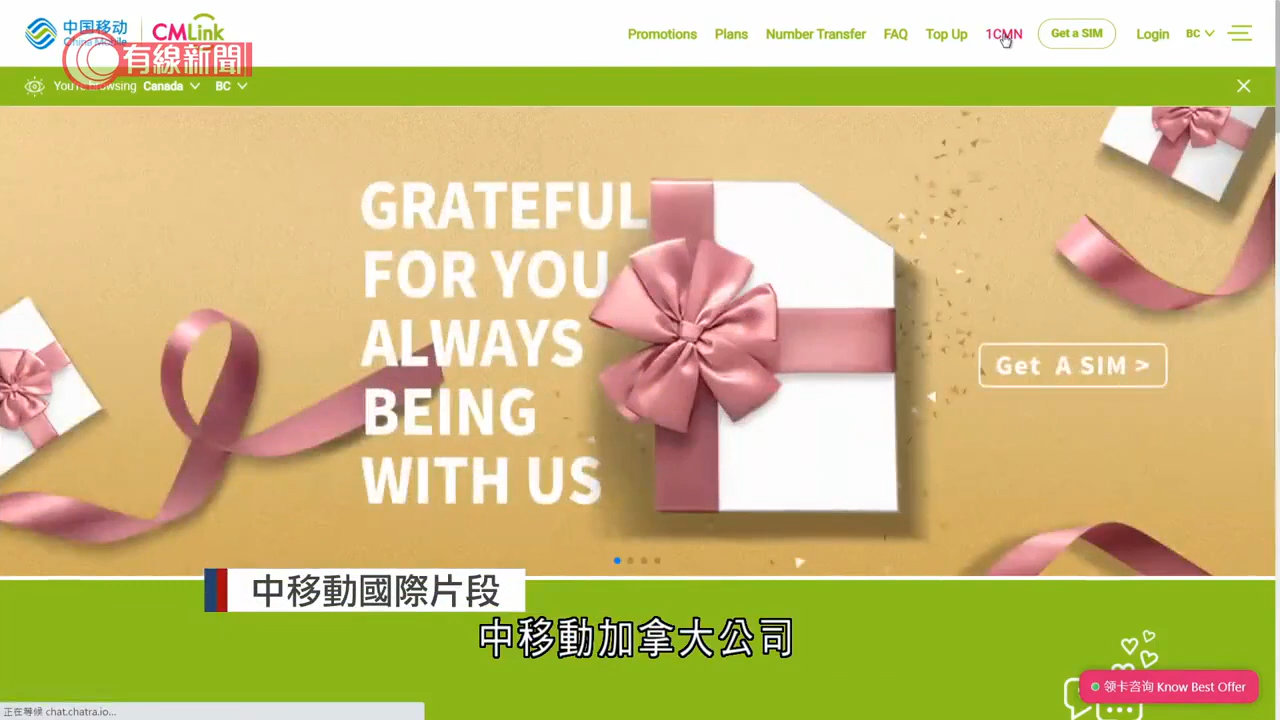 中国移动
China Mobile
CMLink
有線新聞
Promotions
Plans
Number Transfer
FAQ
Top Up
1CMN
Get a SIM
Login
BC
Browsing
Canada
BC
GRATEFUL
FOR YOU
ALWAYS
BEING
WITH US
Get A SIM >
中移動國際片段
中移動加拿大公司
领卡咨询 Know Best Offer
正在等候 chat.chatra.io...